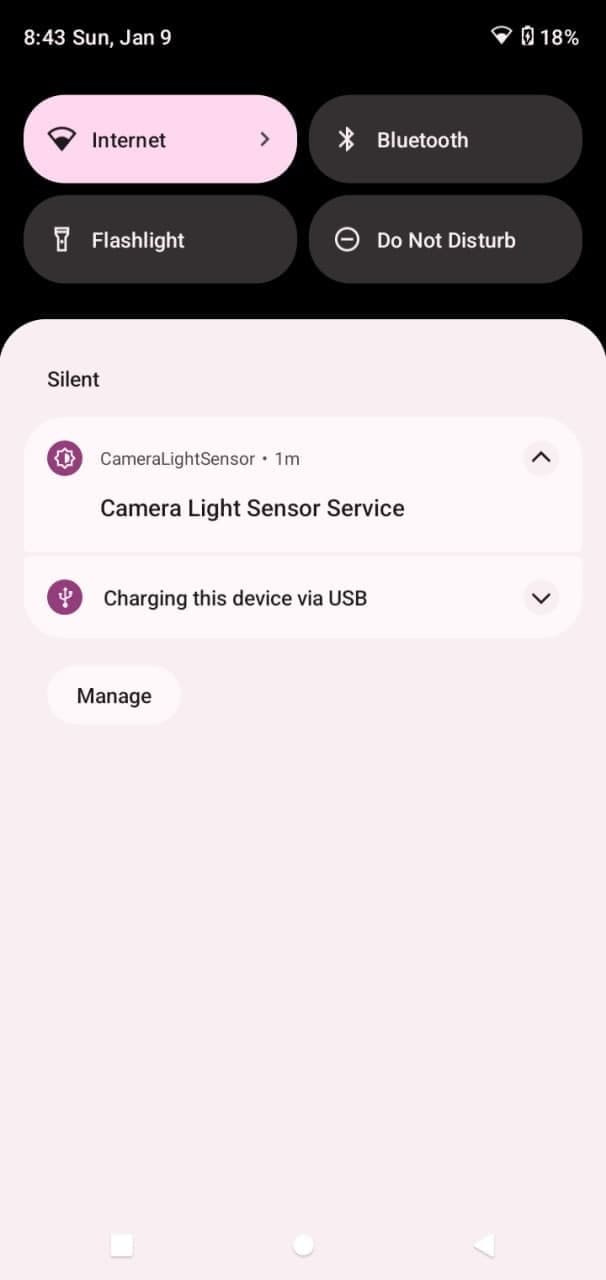 8:43 Sun, Jan 9 18%
Internet Bluetooth
Flashlight Do Not Disturb
Silent
CameraLightSensor • 1m
Camera Light Sensor Service
Charging this device via USB
Manage